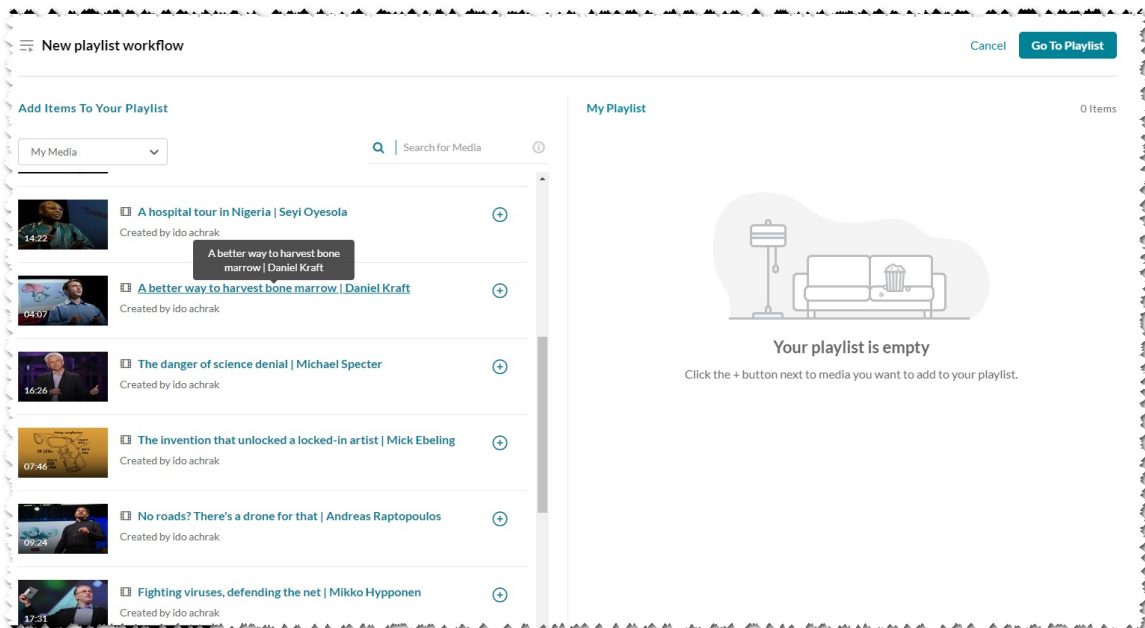 New playlist workflow
Cancel
Go To Playlist
Add Items To Your Playlist
My Media
Search for Media
A hospital tour in Nigeria | Seyi Oyesola
Created by ido achrak
14:22
A better way to harvest bone
marrow | Daniel Kraft
A better way to harvest bone marrow | Daniel Kraft
Created by ido achrak
04:07
The danger of science denial | Michael Specter
Created by ido achrak
16:26
The invention that unlocked a locked-in artist | Mick Ebeling
Created by ido achrak
07:46
No roads? There's a drone for that | Andreas Raptopoulos
Created by ido achrak
09:24
Fighting viruses, defending the net | Mikko Hypponen
Created by ido achrak
17:31
My Playlist
0 Items
Your playlist is empty
Click the + button next to media you want to add to your playlist.